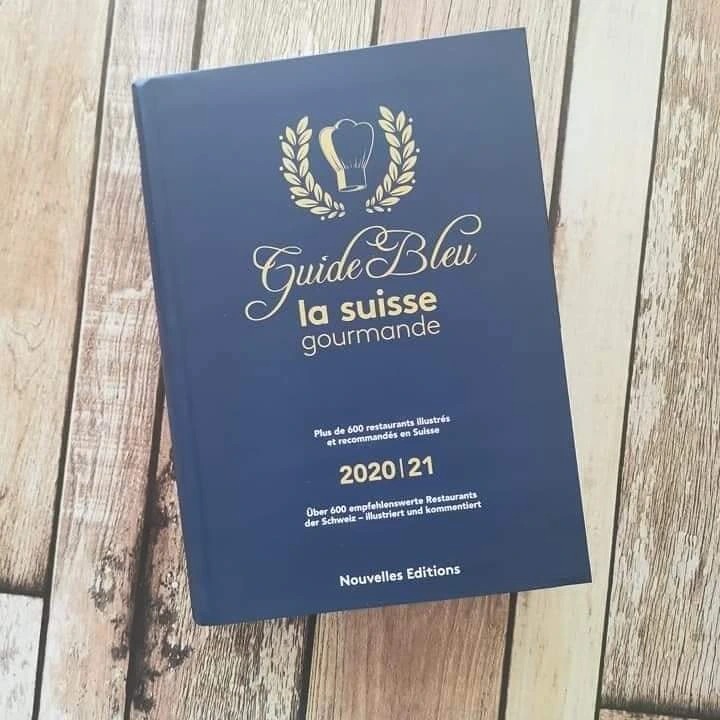 Guide Bleu
la suisse
gourmande
Plus de 600 restaurants illustrés
et recommandés en Suisse
2020|21
Über 600 empfehlenswerte Restaurants
der Schweiz – illustriert und kommentiert
Nouvelles Editions